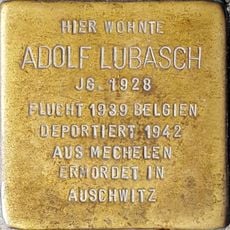 HIER WOHNTE
ADOLF LUBASCH
JG. 1928
FLUCHT 1939 BELGIEN
DEPORTIERT 1942
AUS MECHELEN
ERMORDET IN
AUSCHWITZ